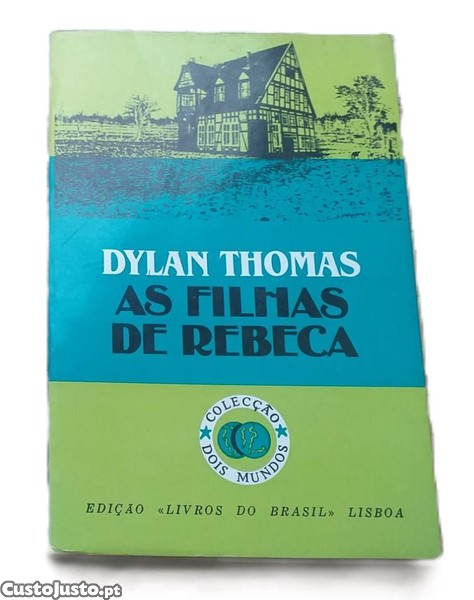 DYLAN THOMAS
AS FILHAS
DE REBECA
COLECÇÃO
DOIS MUNDOS
EDIÇÃO «LIVROS DO BRASIL» LISBOA
CustoJusto.pt